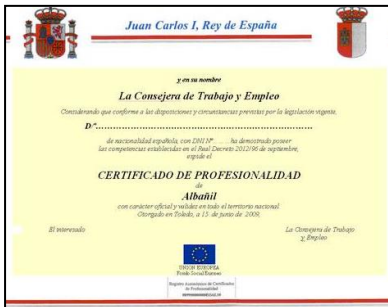 Juan Carlos I, Rey de España
y en su nombre
La Consejera de Trabajo y Empleo
Considerando que conforme a las disposiciones y circunstancias previstas por la legislación vigente,
Dª.............................................................
de nacionalidad española, con DNI Nº ...... ha demostrado poseer
las competencias establecidas en el Real Decreto 2012/96 de septiembre,
expide el
CERTIFICADO DE PROFESIONALIDAD
de
Albañil
con carácter oficial y validez en todo el territorio nacional
Otorgado en Toledo, a 15 de junio de 2009,
El interesado
La Consejera de Trabajo
y Empleo
UNION EUROPEA
Fondo Social Europeo
Registro Autonómico de Certificados
de Profesionalidad